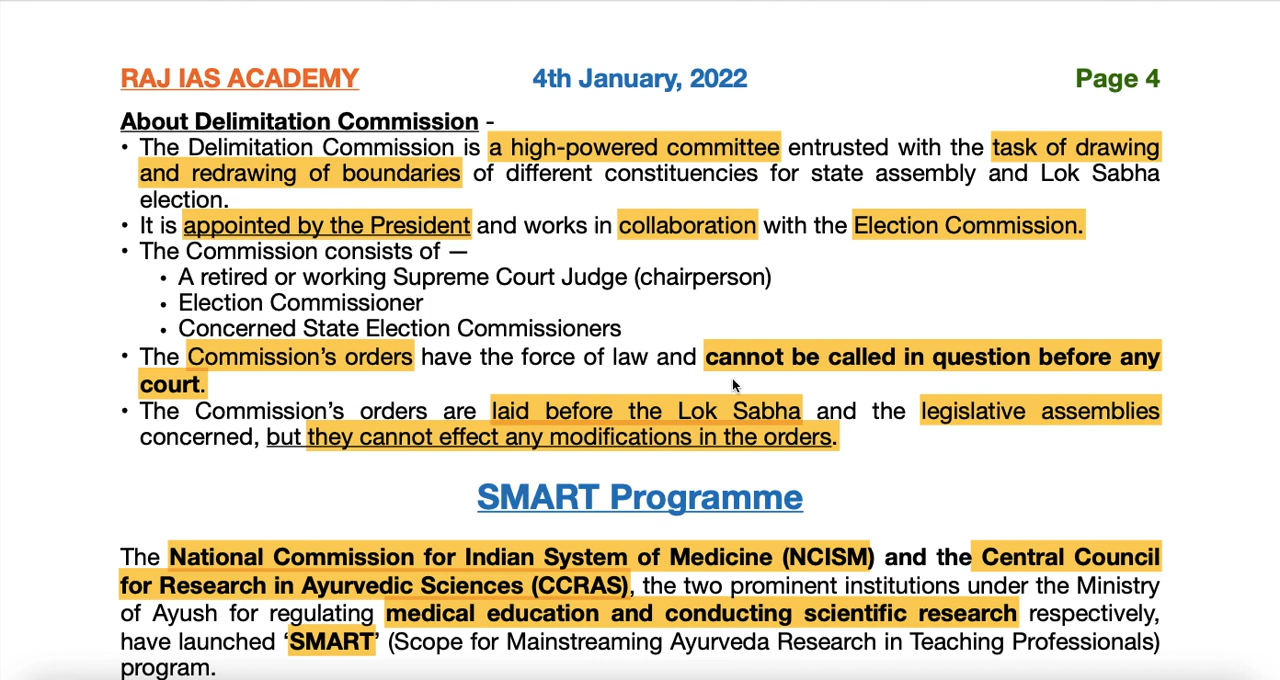 RAJ IAS ACADEMY 4th January, 2022 Page 4
About Delimitation Commission -
• The Delimitation Commission is a high-powered committee entrusted with the task of drawing
and redrawing of boundaries of different constituencies for state assembly and Lok Sabha
election.
• It is appointed by the President and works in collaboration with the Election Commission.
• The Commission consists of —
• A retired or working Supreme Court Judge (chairperson)
• Election Commissioner
• Concerned State Election Commissioners
• The Commission's orders have the force of law and cannot be called in question before any
court.
• The Commission's orders are laid before the Lok Sabha and the legislative assemblies
concerned, but they cannot effect any modifications in the orders.
SMART Programme
The National Commission for Indian System of Medicine (NCISM) and the Central Council
for Research in Ayurvedic Sciences (CCRAS), the two prominent institutions under the Ministry
of Ayush for regulating medical education and conducting scientific research respectively,
have launched 'SMART' (Scope for Mainstreaming Ayurveda Research in Teaching Professionals)
program.